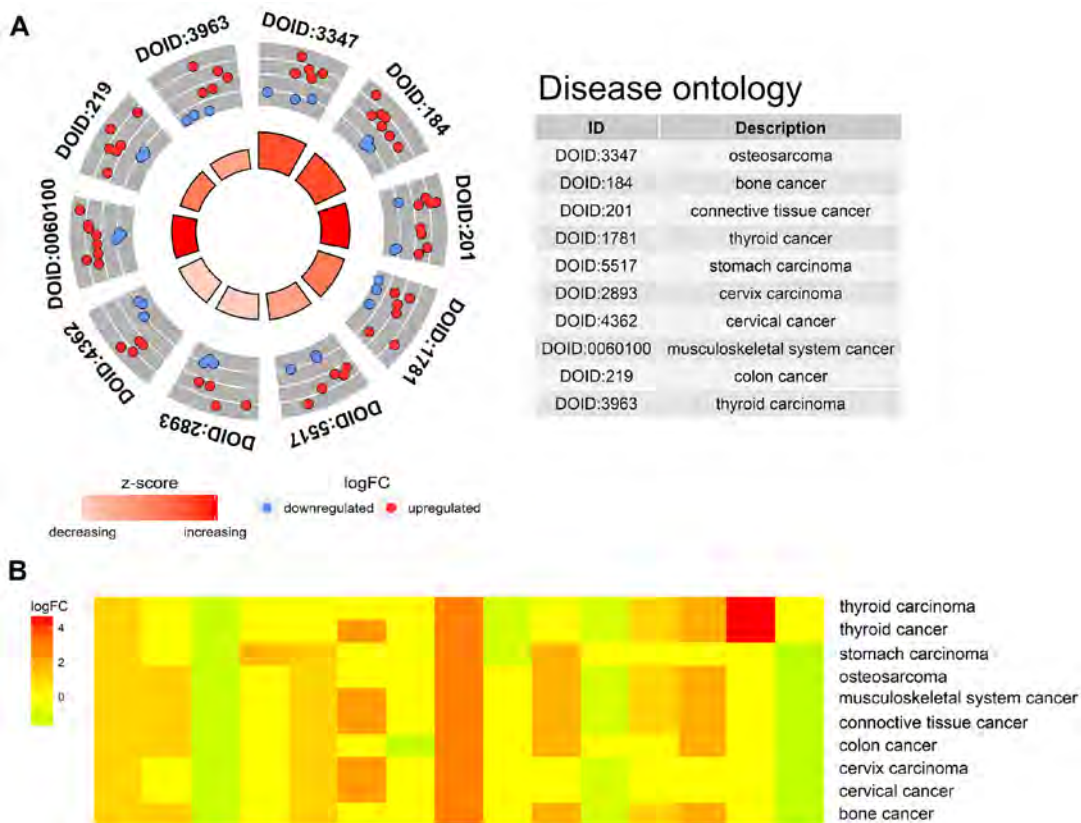 A
DOID:3963
DOID:3347
DOID:219
DOID:184
DOID:0060100
DOID:201
DOID:4362
DOID:1781
DOID:2893
DOID:5517
Disease ontology
ID Description
DOID:3347 osteosarcoma
DOID:184 bone cancer
DOID:201 connective tissue cancer
DOID:1781 thyroid cancer
DOID:5517 stomach carcinoma
DOID:2893 cervix carcinoma
DOID:4362 cervical cancer
DOID:0060100 musculoskeletal system cancer
DOID:219 colon cancer
DOID:3963 thyroid carcinoma
z-score
decreasing increasing
logFC
downregulated upregulated
B
logFC
4
2
0
thyroid carcinoma
thyroid cancer
stomach carcinoma
osteosarcoma
musculoskeletal system cancer
connoctive tissue cancer
colon cancer
cervix carcinoma
cervical cancer
bone cancer